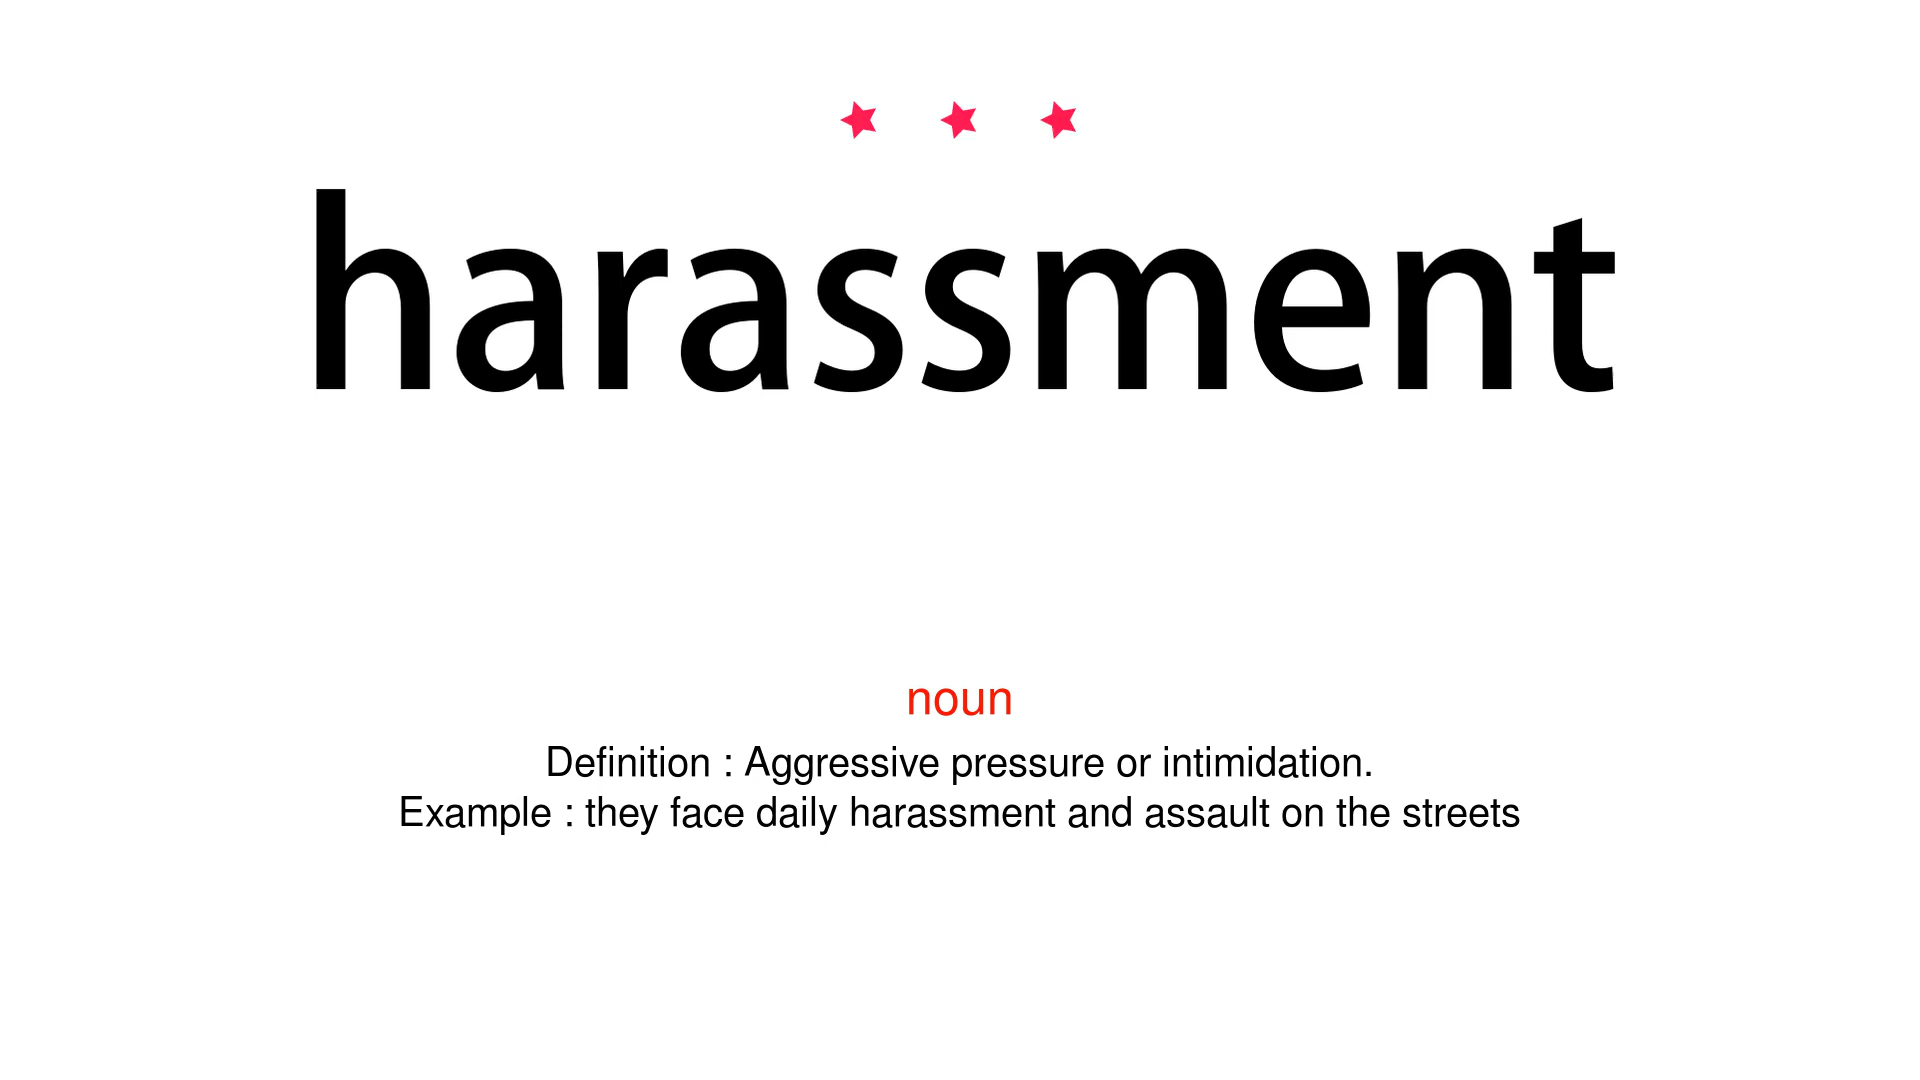 harassment
noun
Definition : Aggressive pressure or intimidation.
Example : they face daily harassment and assault on the streets